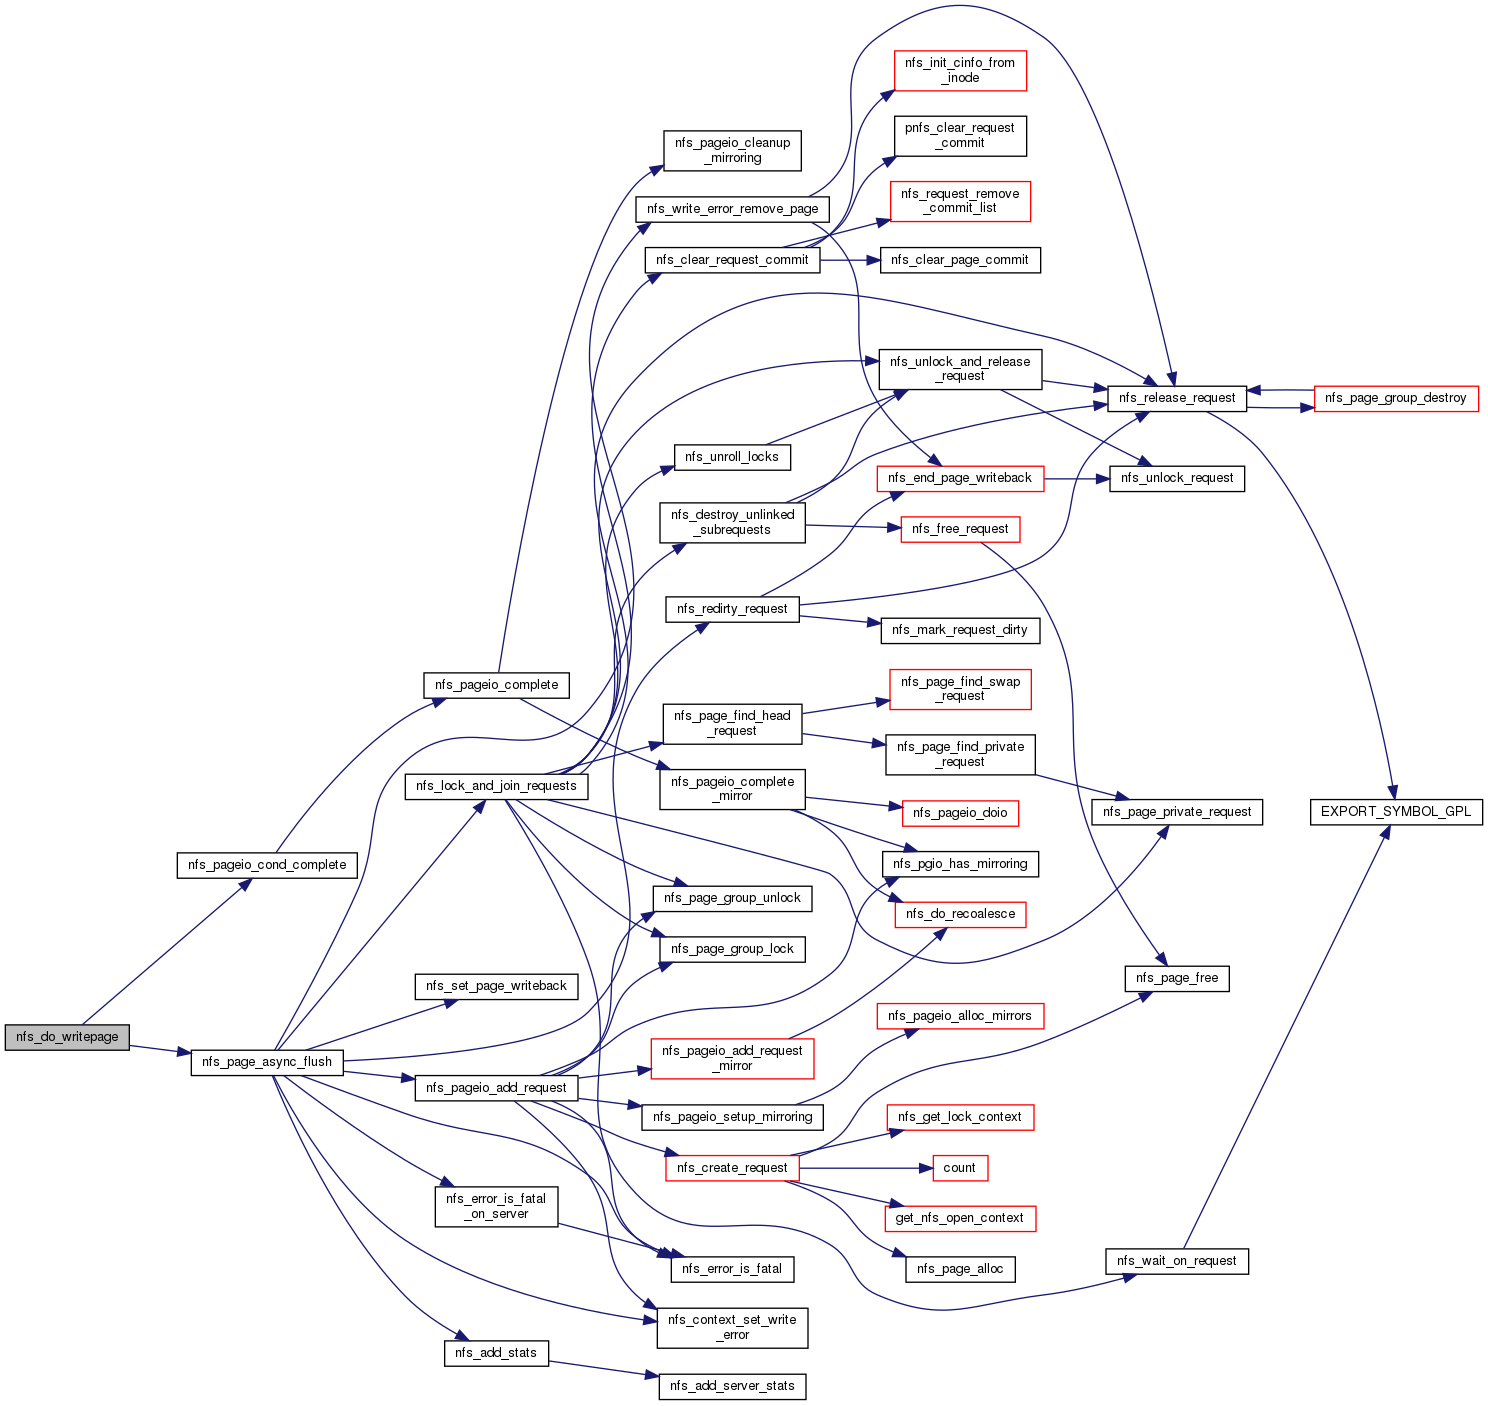 nfs_init_cinfo_from
_inode
pnfs_clear_request
_commit
nfs_pageio_cleanup
_mirroring
nfs_request_remove
_commit_list
nfs_write_error_remove_page
nfs_clear_request_commit
nfs_clear_page_commit
nfs_unlock_and_release
_request
nfs_release_request
nfs_page_group_destroy
nfs_unroll_locks
nfs_end_page_writeback
nfs_unlock_request
nfs_destroy_unlinked
_subrequests
nfs_free_request
nfs_redirty_request
nfs_mark_request_dirty
nfs_pageio_complete
nfs_page_find_swap
_request
nfs_page_find_head
_request
nfs_page_find_private
_request
nfs_lock_and_join_requests
nfs_pageio_complete
_mirror
nfs_pageio_doio
nfs_page_private_request
EXPORT_SYMBOL_GPL
nfs_pageio_cond_complete
nfs_pgio_has_mirroring
nfs_page_group_unlock
nfs_do_recoalesce
nfs_page_group_lock
nfs_page_free
nfs_set_page_writeback
nfs_pageio_alloc_mirrors
nfs_do_writepage
nfs_page_async_flush
nfs_pageio_add_request
_mirror
nfs_pageio_add_request
nfs_pageio_setup_mirroring
nfs_get_lock_context
nfs_create_request
count
nfs_error_is_fatal
_on_server
get_nfs_open_context
nfs_error_is_fatal
nfs_page_alloc
nfs_wait_on_request
nfs_context_set_write
_error
nfs_add_stats
nfs_add_server_stats